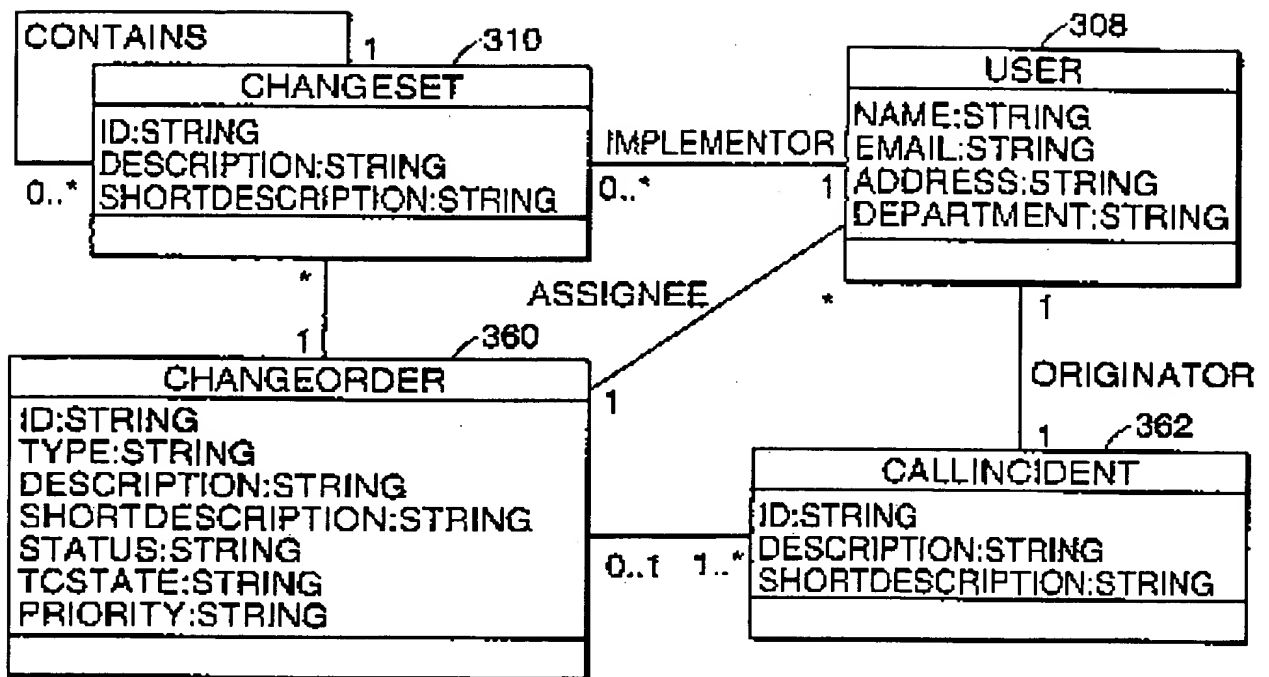 CONTAINS
1
310
CHANGESET
ID:STRING
DESCRIPTION:STRING
SHORTDESCRIPTION:STRING
0..*
IMPLEMENTOR
0..*
1
308
USER
NAME:STRING
EMAIL:STRING
ADDRESS:STRING
DEPARTMENT:STRING
*
1
ASSIGNEE
*
1
1
ORIGINATOR
1
360
CHANGEORDER
ID:STRING
TYPE:STRING
DESCRIPTION:STRING
SHORTDESCRIPTION:STRING
STATUS:STRING
TCSTATE:STRING
PRIORITY:STRING
0..1
1..*
362
CALLINCIDENT
ID:STRING
DESCRIPTION:STRING
SHORTDESCRIPTION:STRING